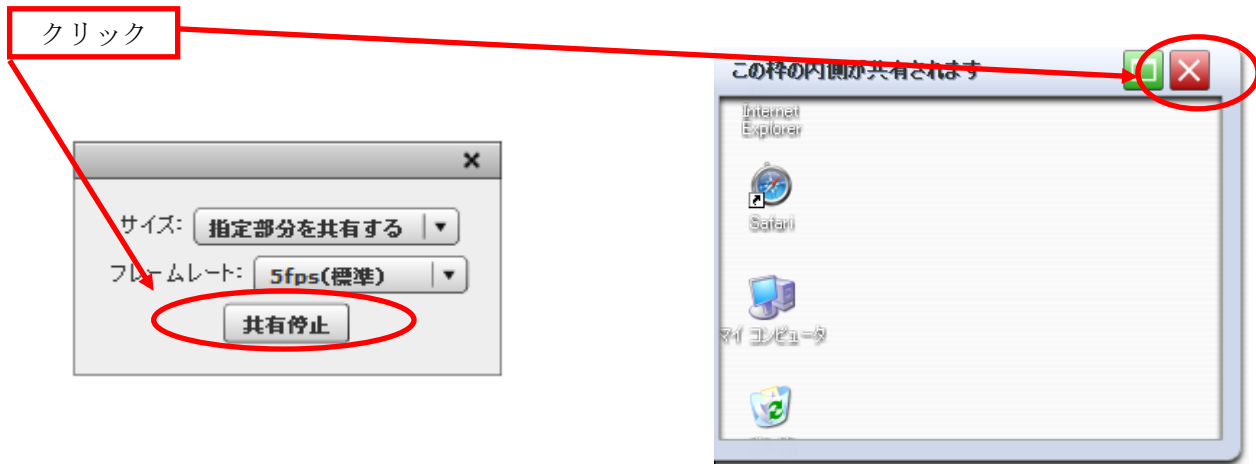 クリック
この枠の内側が共有されます
Internet
Explorer
Safari
マイ コンピュータ
サイズ: 指定部分を共有する
フレームレート: 5fps(標準)
共有停止